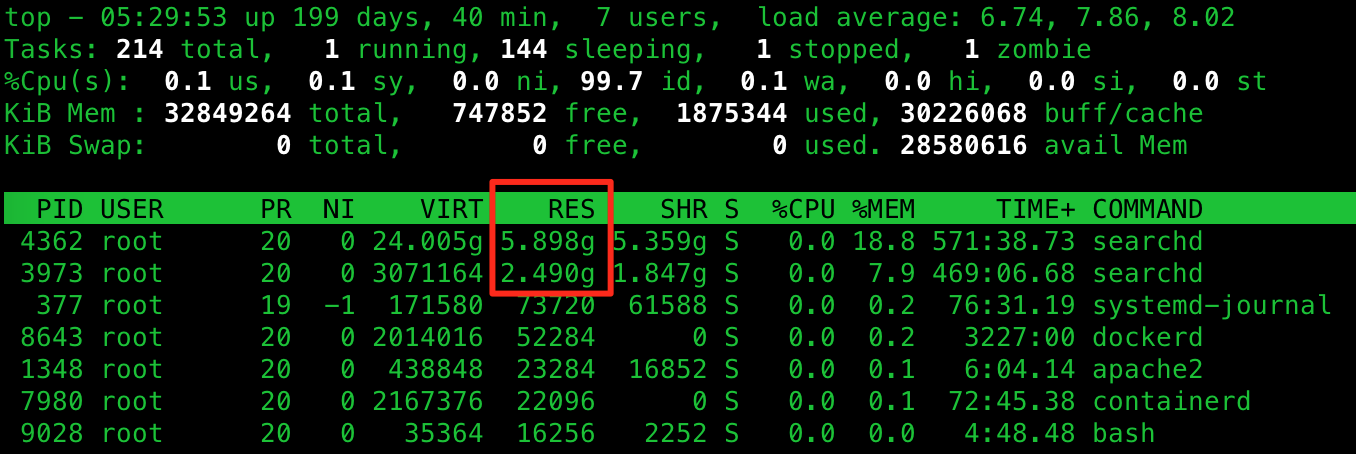 top - 05:29:53 up 199 days, 40 min,  7 users,  load average: 6.74, 7.86, 8.02
Tasks: 214 total,   1 running, 144 sleeping,   1 stopped,   1 zombie
%Cpu(s):  0.1 us,  0.1 sy,  0.0 ni, 99.7 id,  0.1 wa,  0.0 hi,  0.0 si,  0.0 st
KiB Mem : 32849264 total,   747852 free,  1875344 used, 30226068 buff/cache
KiB Swap:        0 total,        0 free,        0 used. 28580616 avail Mem
PID USER      PR  NI    VIRT    RES    SHR S  %CPU %MEM     TIME+ COMMAND
4362 root      20   0 24.005g 5.898g 5.359g S   0.0 18.8 571:38.73 searchd
3973 root      20   0 3071164 2.490g 1.847g S   0.0  7.9 469:06.68 searchd
377 root      19  -1  171580  73720  61588 S   0.0  0.2  76:31.19 systemd-journal
8643 root      20   0 2014016  52284      0 S   0.0  0.2   3227:00 dockerd
1348 root      20   0  438848  23284  16852 S   0.0  0.1   6:04.14 apache2
7980 root      20   0 2167376  22096      0 S   0.0  0.1  72:45.38 containerd
9028 root      20   0   35364  16256   2252 S   0.0  0.0   4:48.48 bash